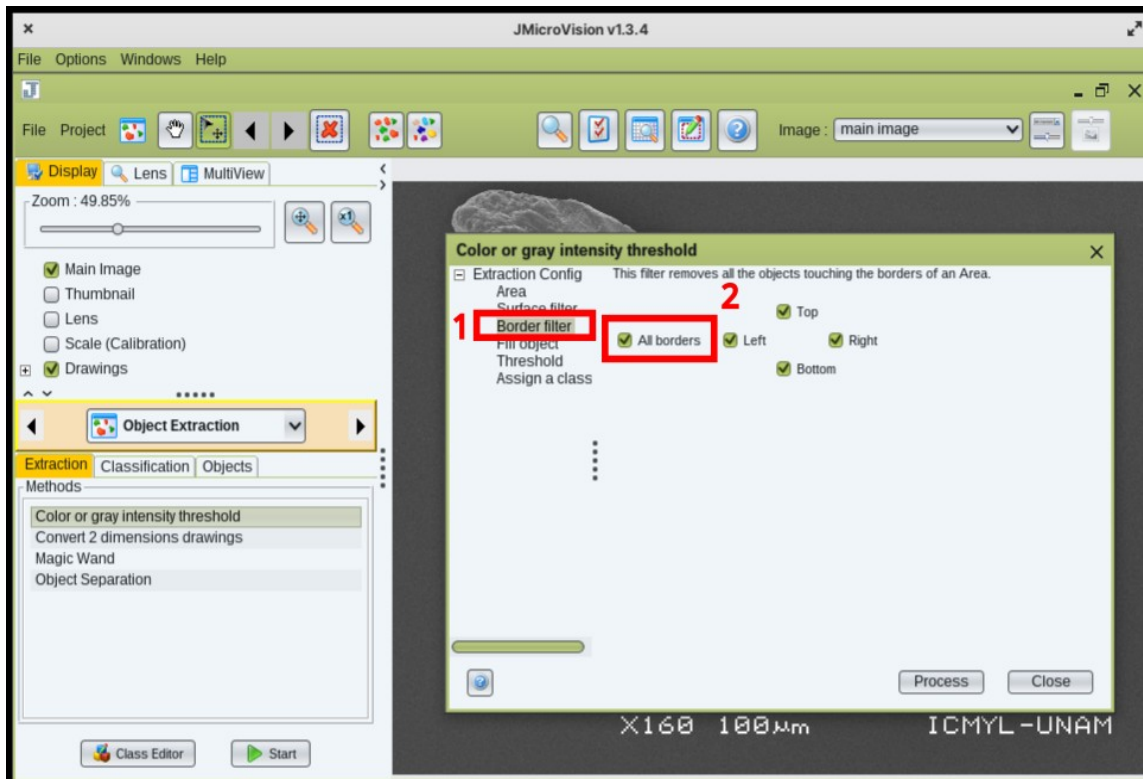 JMicroVision v1.3.4
File Options Windows Help
File Project Image : main image
Display Lens MultiView
Zoom : 49.85%
x1
Main Image
Thumbnail
Lens
Scale (Calibration)
Drawings
Object Extraction
Extraction Classification Objects
Methods
Color or gray intensity threshold
Convert 2 dimensions drawings
Magic Wand
Object Separation
Class Editor Start
Color or gray intensity threshold
Extraction Config This filter removes all the objects touching the borders of an Area.
Area
Surface filter
1 Border filter
Fill object
Threshold
Assign a class
2
Top
All borders Left Right
Bottom
Process Close
X160 100µm ICMYL-UNAM